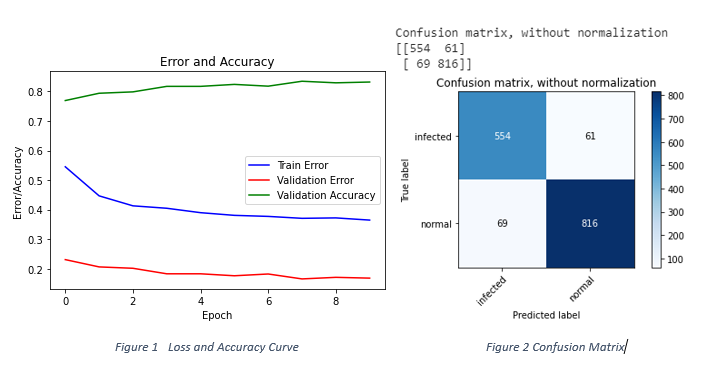 Confusion matrix, without normalization
[[554  61]
 [ 69 816]]
Error and Accuracy
Error/Accuracy
0.8
0.7
0.6
0.5
0.4
0.3
0.2
Train Error
Validation Error
Validation Accuracy
0 2 4 6 8
Epoch
Figure 1 Loss and Accuracy Curve
Confusion matrix, without normalization
True label
infected
normal
554 61
69 816
infected normal
Predicted label
800
700
600
500
400
300
200
100
Figure 2 Confusion Matrix